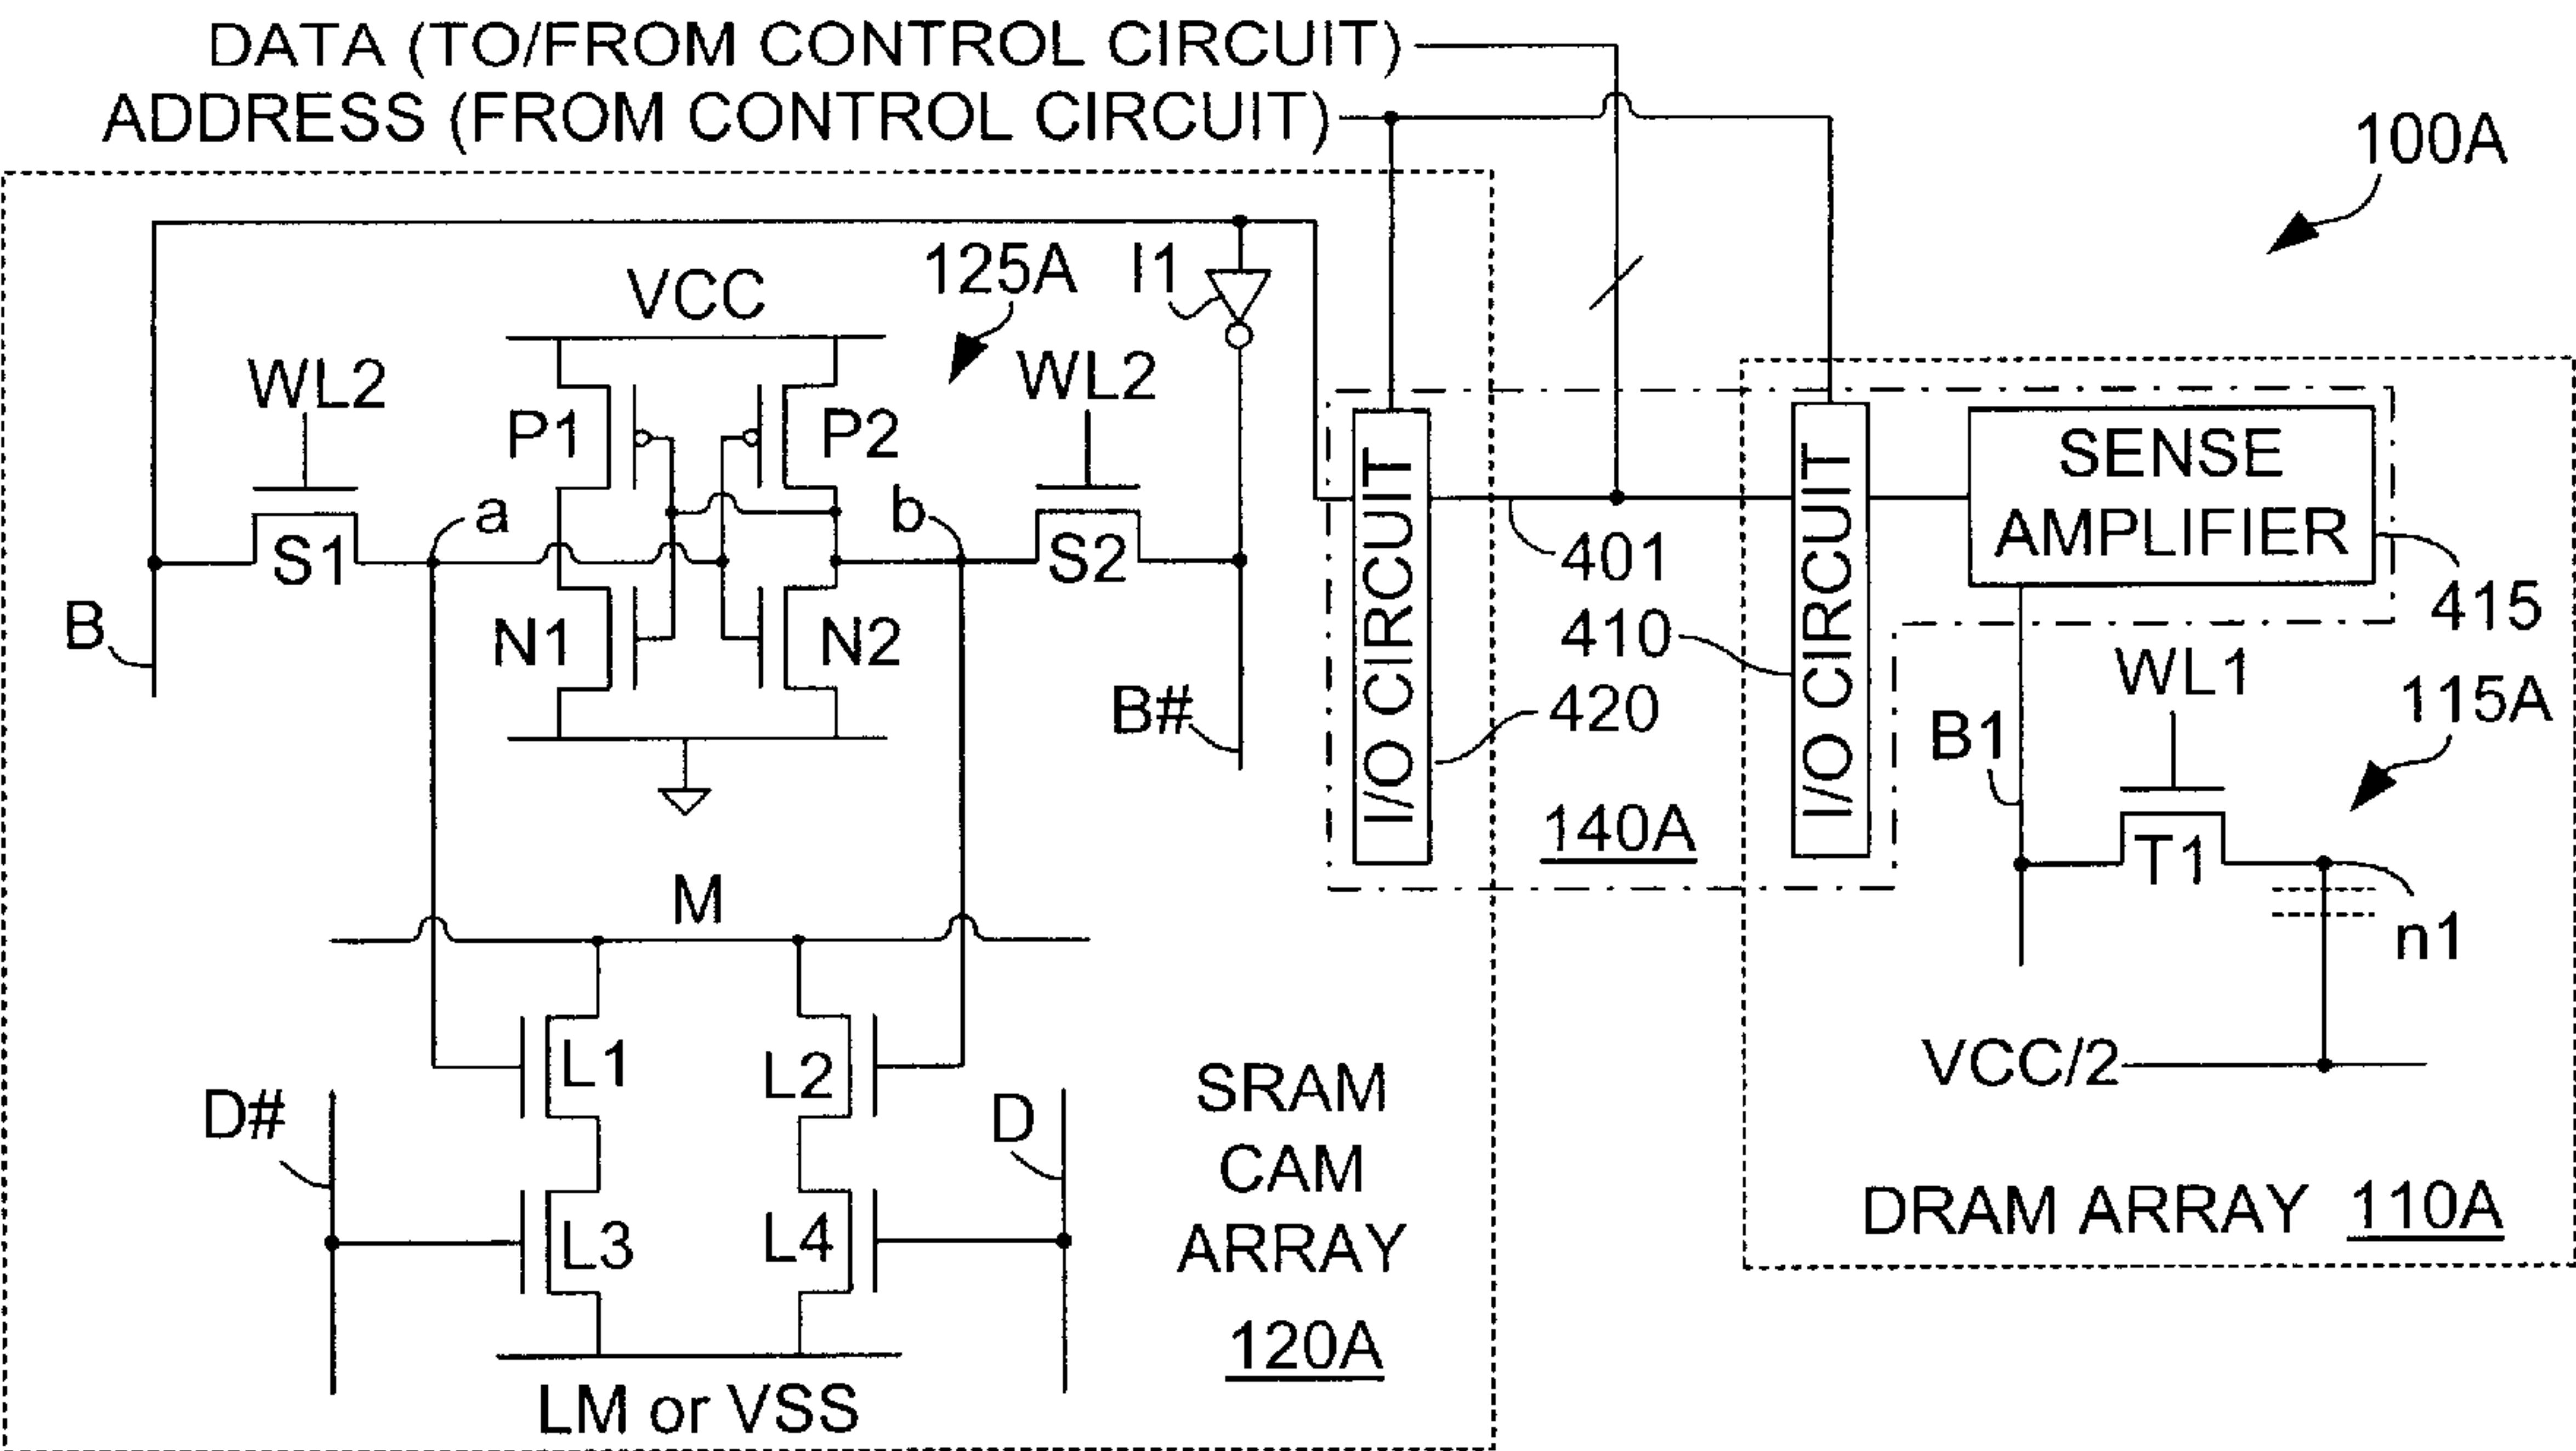 DATA (TO/FROM CONTROL CIRCUIT)
ADDRESS (FROM CONTROL CIRCUIT)
100A
125A
I1
VCC
WL2
WL2
P1
P2
a
b
S1
S2
N1
N2
B
B#
I/O CIRCUIT
I/O CIRCUIT
SENSE
AMPLIFIER
401
410
420
415
140A
WL1
115A
B1
T1
n1
VCC/2
DRAM ARRAY 110A
M
L1
L2
D#
D
L3
L4
SRAM
CAM
ARRAY
120A
LM or VSS